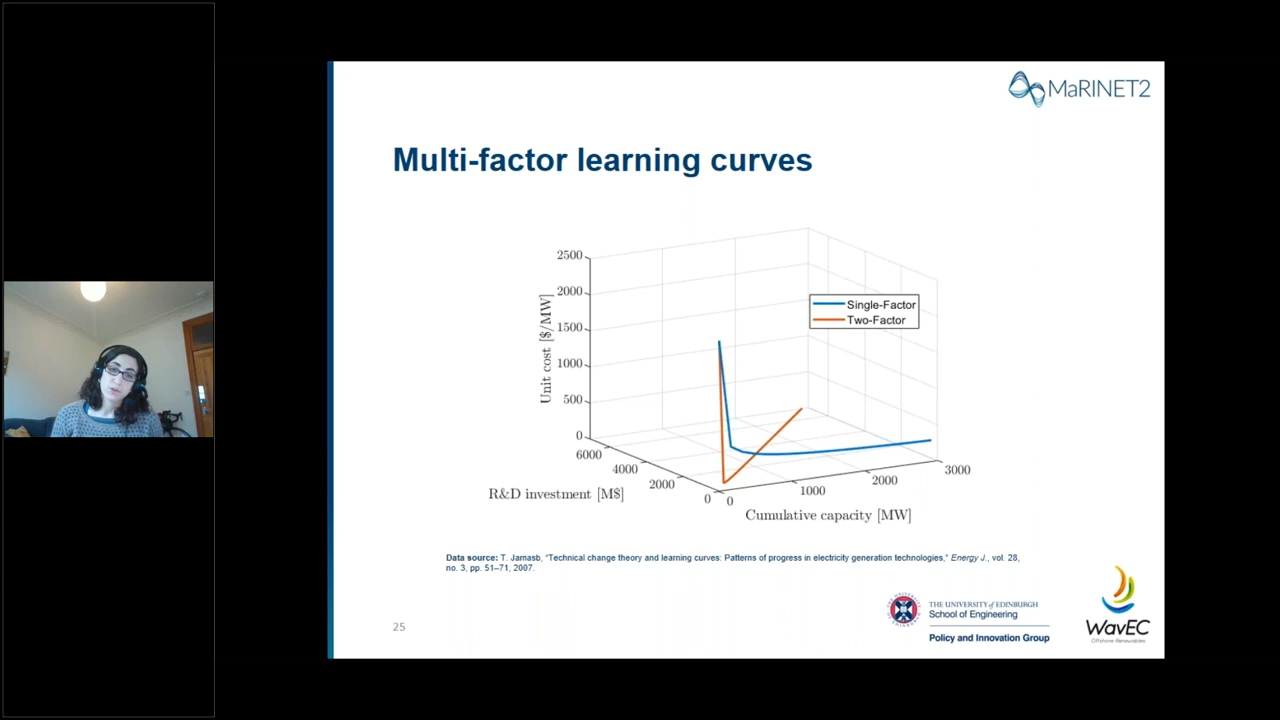 MaRINET2
Multi-factor learning curves
2500
2000
1500
1000
500
0
Unit cost [$/MW]
Single-Factor
Two-Factor
6000
4000
2000
0
R&D investment [M$]
0
1000
2000
3000
Cumulative capacity [MW]
Data source: T. Jamasb, "Technical change theory and learning curves: Patterns of progress in electricity generation technologies," Energy J., vol. 28,
no. 3, pp. 51–71, 2007.
THE UNIVERSITY of EDINBURGH
School of Engineering
Policy and Innovation Group
WavEC
Offshore Renewables
25